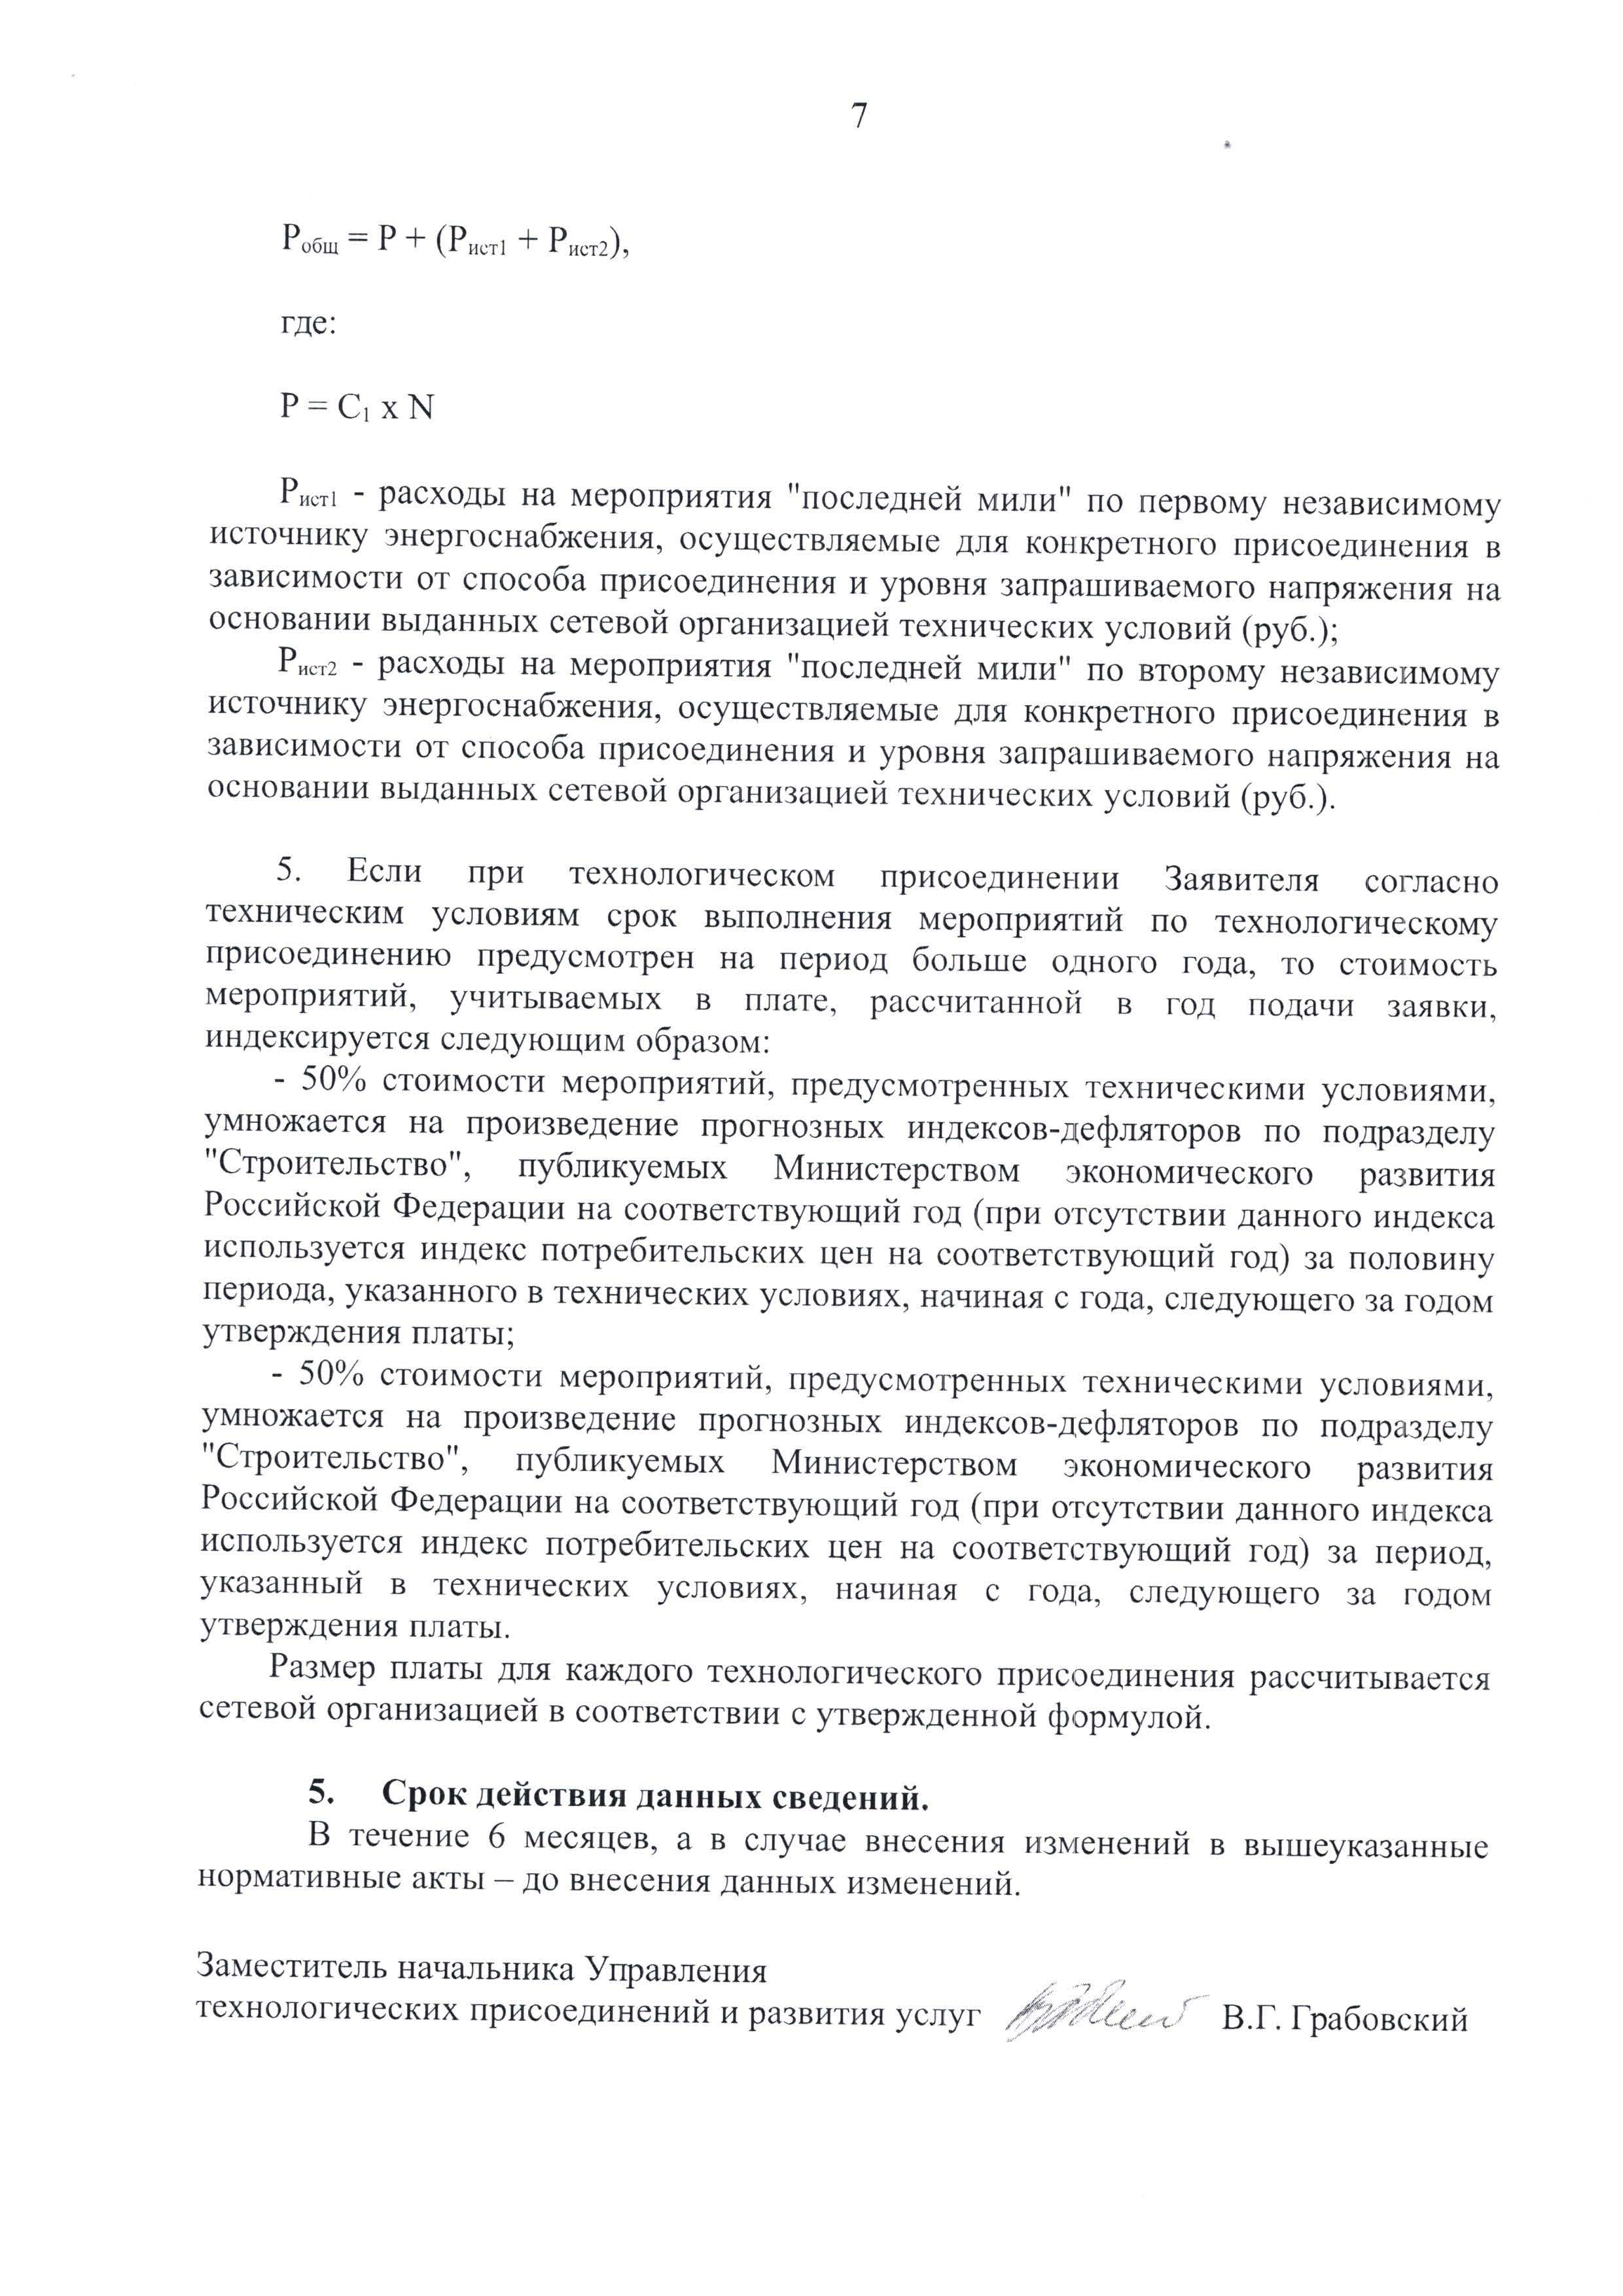 7
Р общ = Р + (Р ист1 + Р ист2),
где:
Р = С1 х N
Р ист1 - расходы на мероприятия "последней мили" по первому независимому
источнику энергоснабжения, осуществляемые для конкретного присоединения в
зависимости от способа присоединения и уровня запрашиваемого напряжения на
основании выданных сетевой организацией технических условий (руб.);
Р ист2 - расходы на мероприятия "последней мили" по второму независимому
источнику энергоснабжения, осуществляемые для конкретного присоединения в
зависимости от способа присоединения и уровня запрашиваемого напряжения на
основании выданных сетевой организацией технических условий (руб.).
5. Если при технологическом присоединении Заявителя согласно
техническим условиям срок выполнения мероприятий по технологическому
присоединению предусмотрен на период больше одного года, то стоимость
мероприятий, учитываемых в плате, рассчитанной в год подачи заявки,
индексируется следующим образом:
- 50% стоимости мероприятий, предусмотренных техническими условиями,
умножается на произведение прогнозных индексов-дефляторов по подразделу
"Строительство", публикуемых Министерством экономического развития
Российской Федерации на соответствующий год (при отсутствии данного индекса
используется индекс потребительских цен на соответствующий год) за половину
периода, указанного в технических условиях, начиная с года, следующего за годом
утверждения платы;
- 50% стоимости мероприятий, предусмотренных техническими условиями,
умножается на произведение прогнозных индексов-дефляторов по подразделу
"Строительство", публикуемых Министерством экономического развития
Российской Федерации на соответствующий год (при отсутствии данного индекса
используется индекс потребительских цен на соответствующий год) за период,
указанный в технических условиях, начиная с года, следующего за годом
утверждения платы.
Размер платы для каждого технологического присоединения рассчитывается
сетевой организацией в соответствии с утвержденной формулой.
5. Срок действия данных сведений.
В течение 6 месяцев, а в случае внесения изменений в вышеуказанные
нормативные акты – до внесения данных изменений.
Заместитель начальника Управления
технологических присоединений и развития услуг В.Г. Грабовский